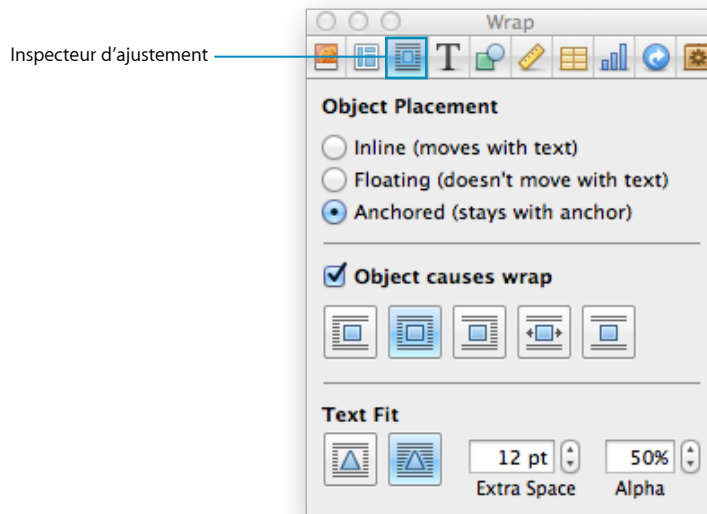 Wrap
Inspecteur d’ajustement
T
Object Placement
Inline (moves with text)
Floating (doesn't move with text)
Anchored (stays with anchor)
Object causes wrap
Text Fit
12 pt 50%
Extra Space Alpha